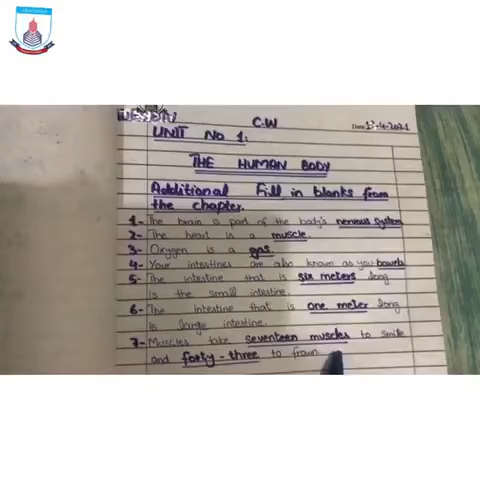 C.W
UNIT No 1:
THE HUMAN BODY
Additional Fill in blanks from
the chapter.
1- The brain is part of the body's nervous system
2- The heart is a muscle.
3- Oxygen is a gas.
4- Your intestines are also known as you bowels
5- The intestine that is six meters long
is the small intestine.
6- The intestine that is one meter long
is large intestine.
7- Muscles take seventeen muscles to smile
and forty-three to frown